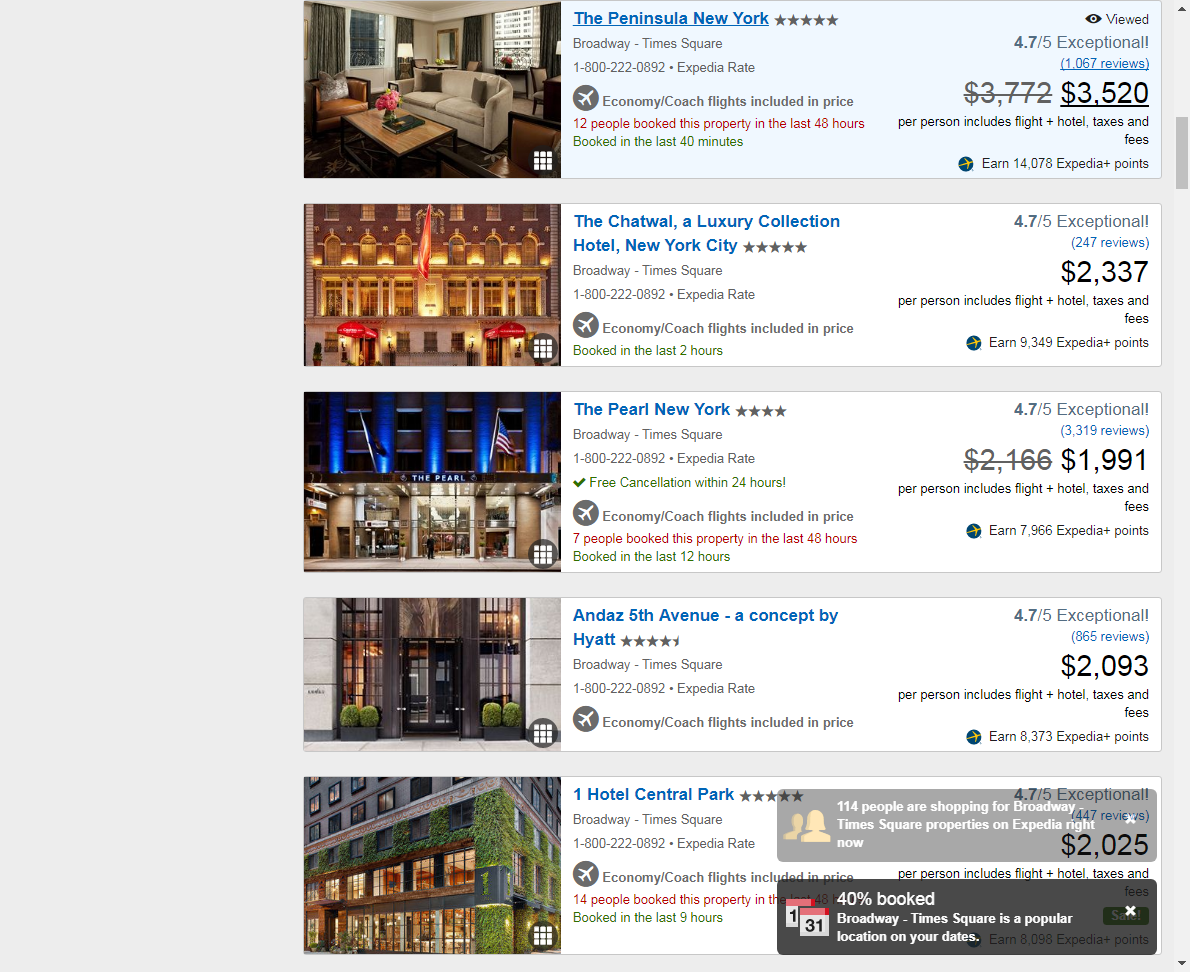 The Peninsula New York
Viewed
Broadway - Times Square
4.7/5 Exceptional!
1-800-222-0892 • Expedia Rate
(1,067 reviews)
$3,772 $3,520
Economy/Coach flights included in price
per person includes flight + hotel, taxes and
fees
12 people booked this property in the last 48 hours
Booked in the last 40 minutes
Earn 14,078 Expedia+ points
The Chatwal, a Luxury Collection
Hotel, New York City
4.7/5 Exceptional!
(247 reviews)
Broadway - Times Square
$2,337
1-800-222-0892 • Expedia Rate
per person includes flight + hotel, taxes and
fees
Economy/Coach flights included in price
Booked in the last 2 hours
Earn 9,349 Expedia+ points
The Pearl New York
4.7/5 Exceptional!
Broadway - Times Square
(3,319 reviews)
1-800-222-0892 • Expedia Rate
$2,166 $1,991
Free Cancellation within 24 hours!
per person includes flight + hotel, taxes and
fees
Economy/Coach flights included in price
7 people booked this property in the last 48 hours
Booked in the last 12 hours
Earn 7,966 Expedia+ points
THE PEARL
Andaz 5th Avenue - a concept by
Hyatt
4.7/5 Exceptional!
(865 reviews)
Broadway - Times Square
$2,093
1-800-222-0892 • Expedia Rate
per person includes flight + hotel, taxes and
fees
Economy/Coach flights included in price
Earn 8,373 Expedia+ points
1 Hotel Central Park
4.7/5 Exceptional!
Broadway - Times Square
(447 reviews)
1-800-222-0892 • Expedia Rate
$2,025
Economy/Coach flights included in price
per person includes flight + hotel, taxes and
fees
14 people booked this property in the last 48
Booked in the last 9 hours
Sale!
Earn 8,098 Expedia+ points
114 people are shopping for Broadway -
Times Square properties on Expedia right
now
1
31
40% booked
Broadway - Times Square is a popular
location on your dates.